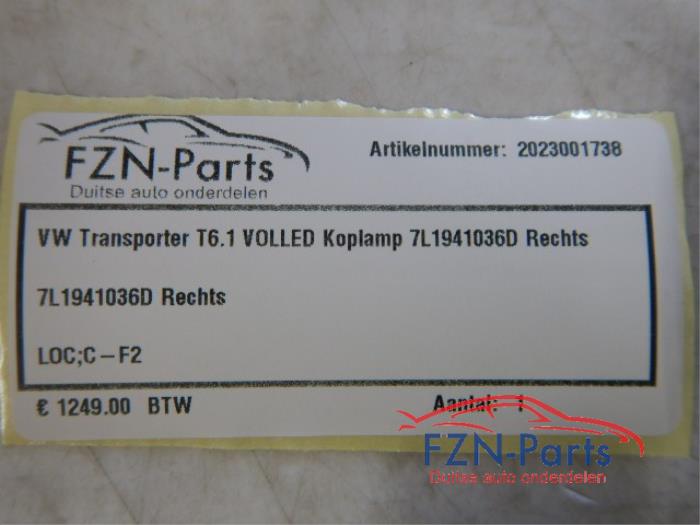 FZN-Parts
Duitse auto onderdelen
Artikelnummer: 2023001738
VW Transporter T6.1 VOLLED Koplamp 7L1941036D Rechts
7L1941036D Rechts
LOC;C-F2
€ 1249.00 BTW
Aantal: 1
FZN-Parts
Duitse auto onderdelen